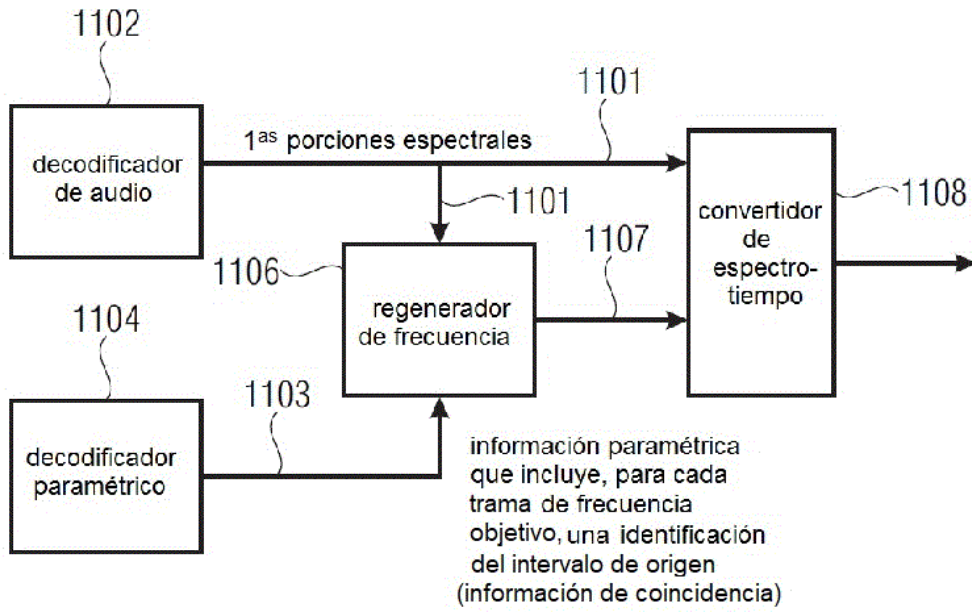 1102
decodificador
de audio
1as porciones espectrales
1101
1101
1108
convertidor
de
espectro-
tiempo
1106
regenerador
de frecuencia
1107
1104
decodificador
paramétrico
1103
información paramétrica
que incluye, para cada
trama de frecuencia
objetivo, una identificación
del intervalo de origen
(información de coincidencia)